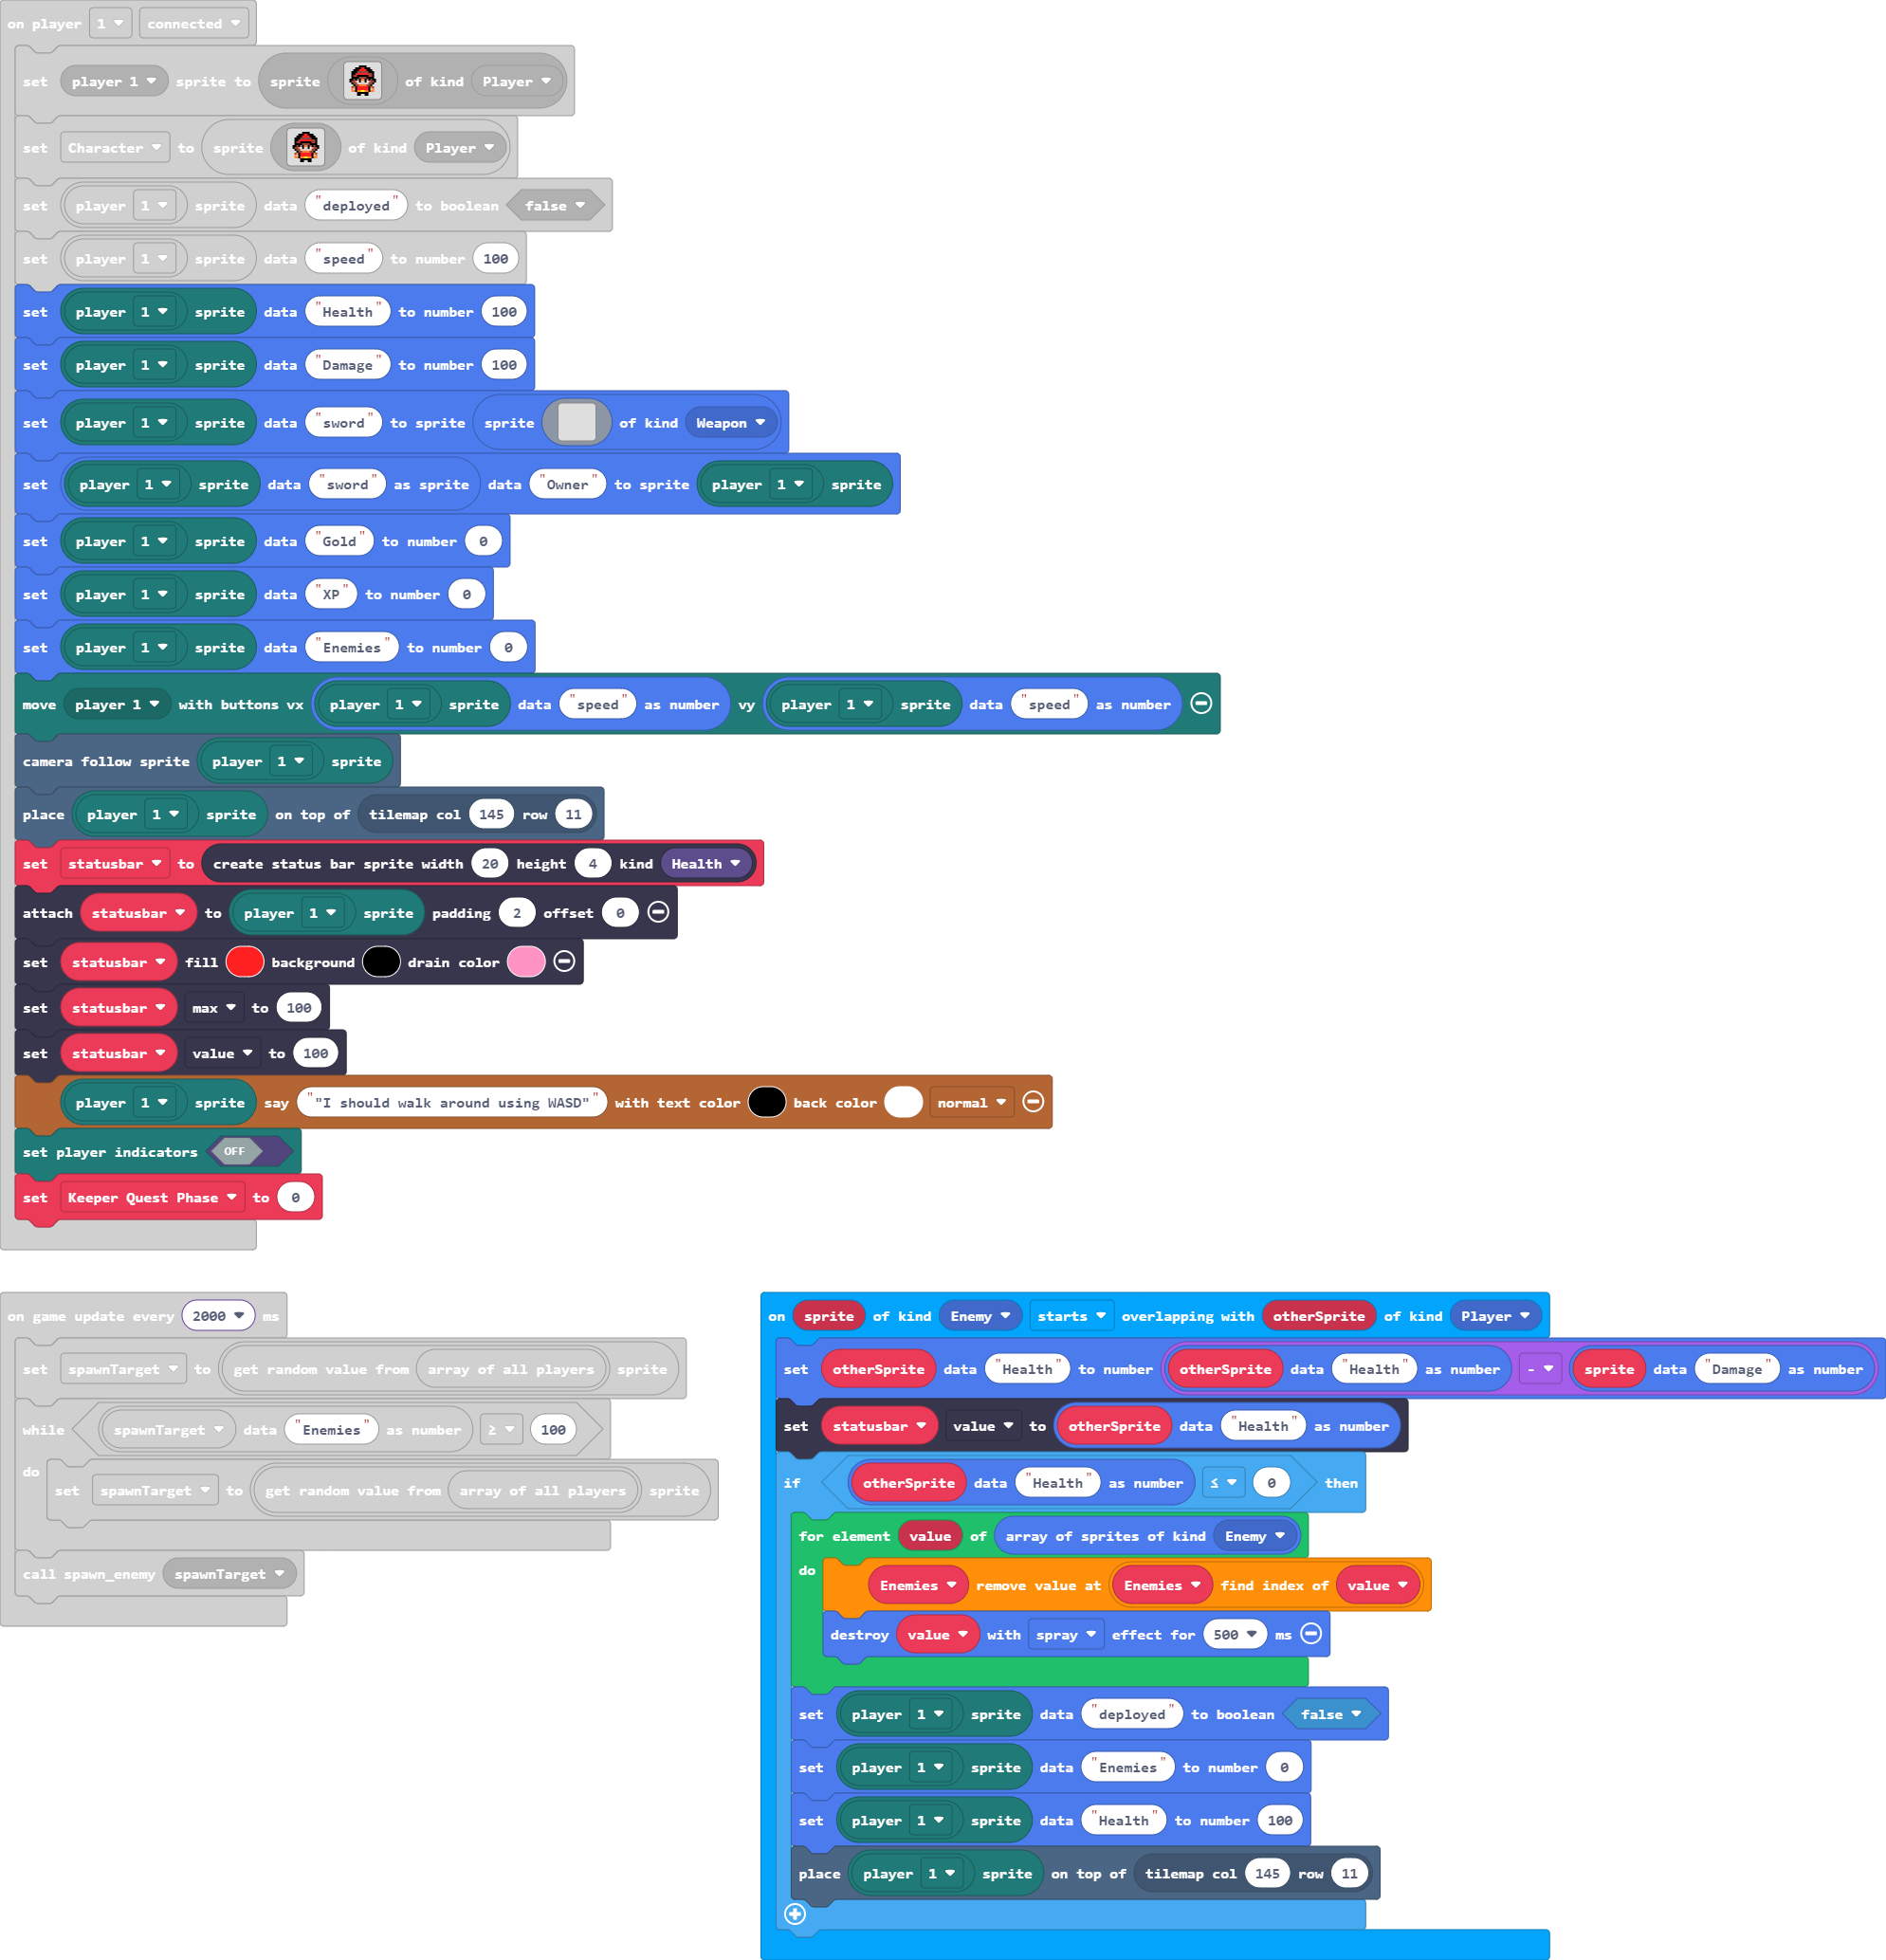 on player 1 connected
set player 1 sprite to sprite of kind Player
set Character to sprite of kind Player
set player 1 sprite data "deployed" to boolean false
set player 1 sprite data "speed" to number 100
set player 1 sprite data "Health" to number 100
set player 1 sprite data "Damage" to number 100
set player 1 sprite data "sword" to sprite sprite of kind Weapon
set player 1 sprite data "sword" as sprite data "Owner" to sprite player 1 sprite
set player 1 sprite data "Gold" to number 0
set player 1 sprite data "XP" to number 0
set player 1 sprite data "Enemies" to number 0
move player 1 with buttons vx player 1 sprite data "speed" as number vy player 1 sprite data "speed" as number
camera follow sprite player 1 sprite
place player 1 sprite on top of tilemap col 145 row 11
set statusbar to create status bar sprite width 20 height 4 kind Health
attach statusbar to player 1 sprite padding 2 offset 0
set statusbar fill background drain color
set statusbar max to 100
set statusbar value to 100
player 1 sprite say ""I should walk around using WASD"" with text color back color normal
set player indicators OFF
set Keeper Quest Phase to 0
on game update every 2000 ms
set spawnTarget to get random value from array of all players sprite
while spawnTarget data "Enemies" as number ≥ 100
do
set spawnTarget to get random value from array of all players sprite
call spawn_enemy spawnTarget
on sprite of kind Enemy starts overlapping with otherSprite of kind Player
set otherSprite data "Health" to number otherSprite data "Health" as number - sprite data "Damage" as number
set statusbar value to otherSprite data "Health" as number
if otherSprite data "Health" as number ≤ 0 then
for element value of array of sprites of kind Enemy
do
Enemies remove value at Enemies find index of value
destroy value with spray effect for 500 ms
set player 1 sprite data "deployed" to boolean false
set player 1 sprite data "Enemies" to number 0
set player 1 sprite data "Health" to number 100
place player 1 sprite on top of tilemap col 145 row 11